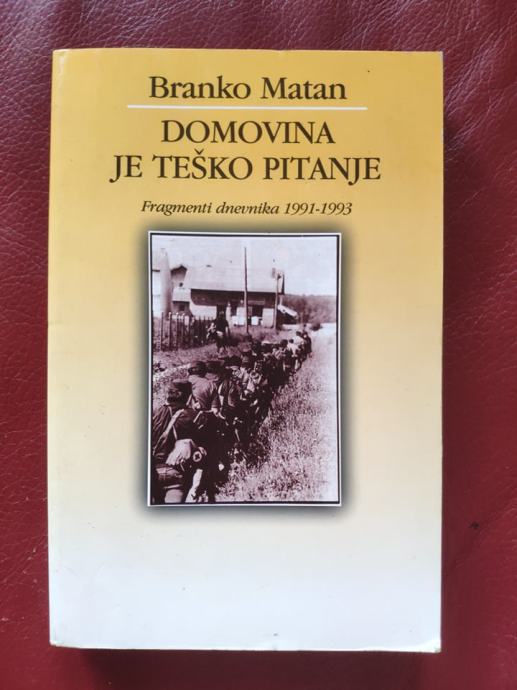 Branko Matan
DOMOVINA
JE TEŠKO PITANJE
Fragmenti dnevnika 1991-1993